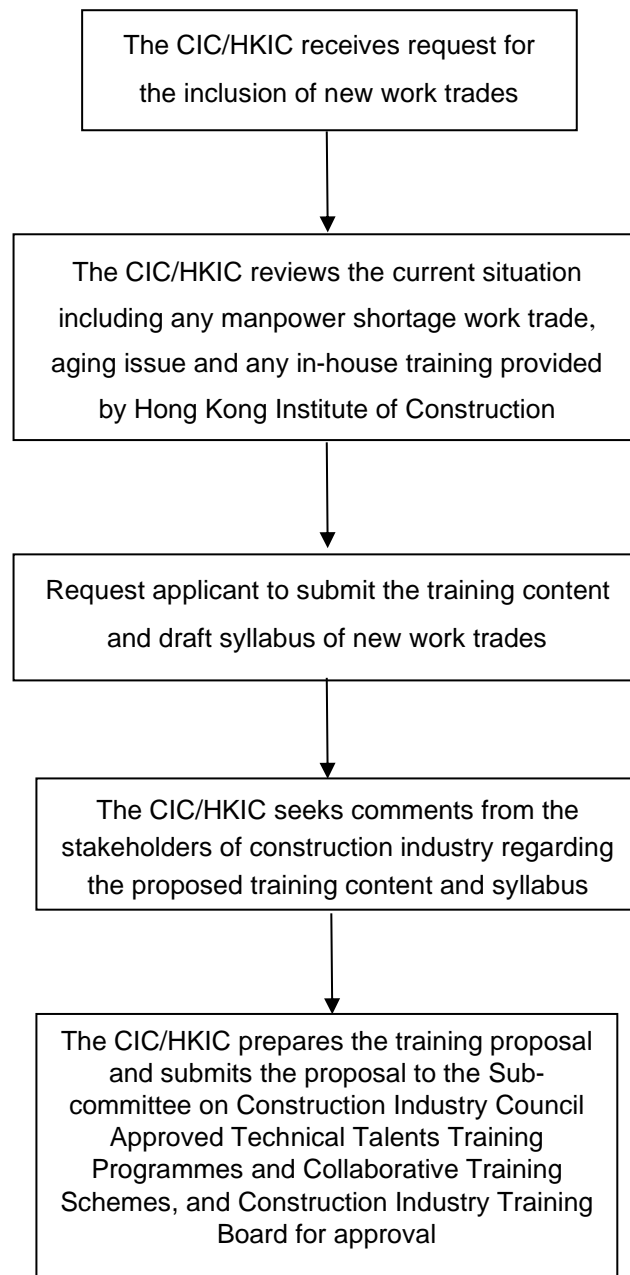 The CIC/HKIC receives request for
the inclusion of new work trades
The CIC/HKIC reviews the current situation
including any manpower shortage work trade,
aging issue and any in-house training provided
by Hong Kong Institute of Construction
Request applicant to submit the training content
and draft syllabus of new work trades
The CIC/HKIC seeks comments from the
stakeholders of construction industry regarding
the proposed training content and syllabus
The CIC/HKIC prepares the training proposal
and submits the proposal to the Sub-
committee on Construction Industry Council
Approved Technical Talents Training
Programmes and Collaborative Training
Schemes, and Construction Industry Training
Board for approval